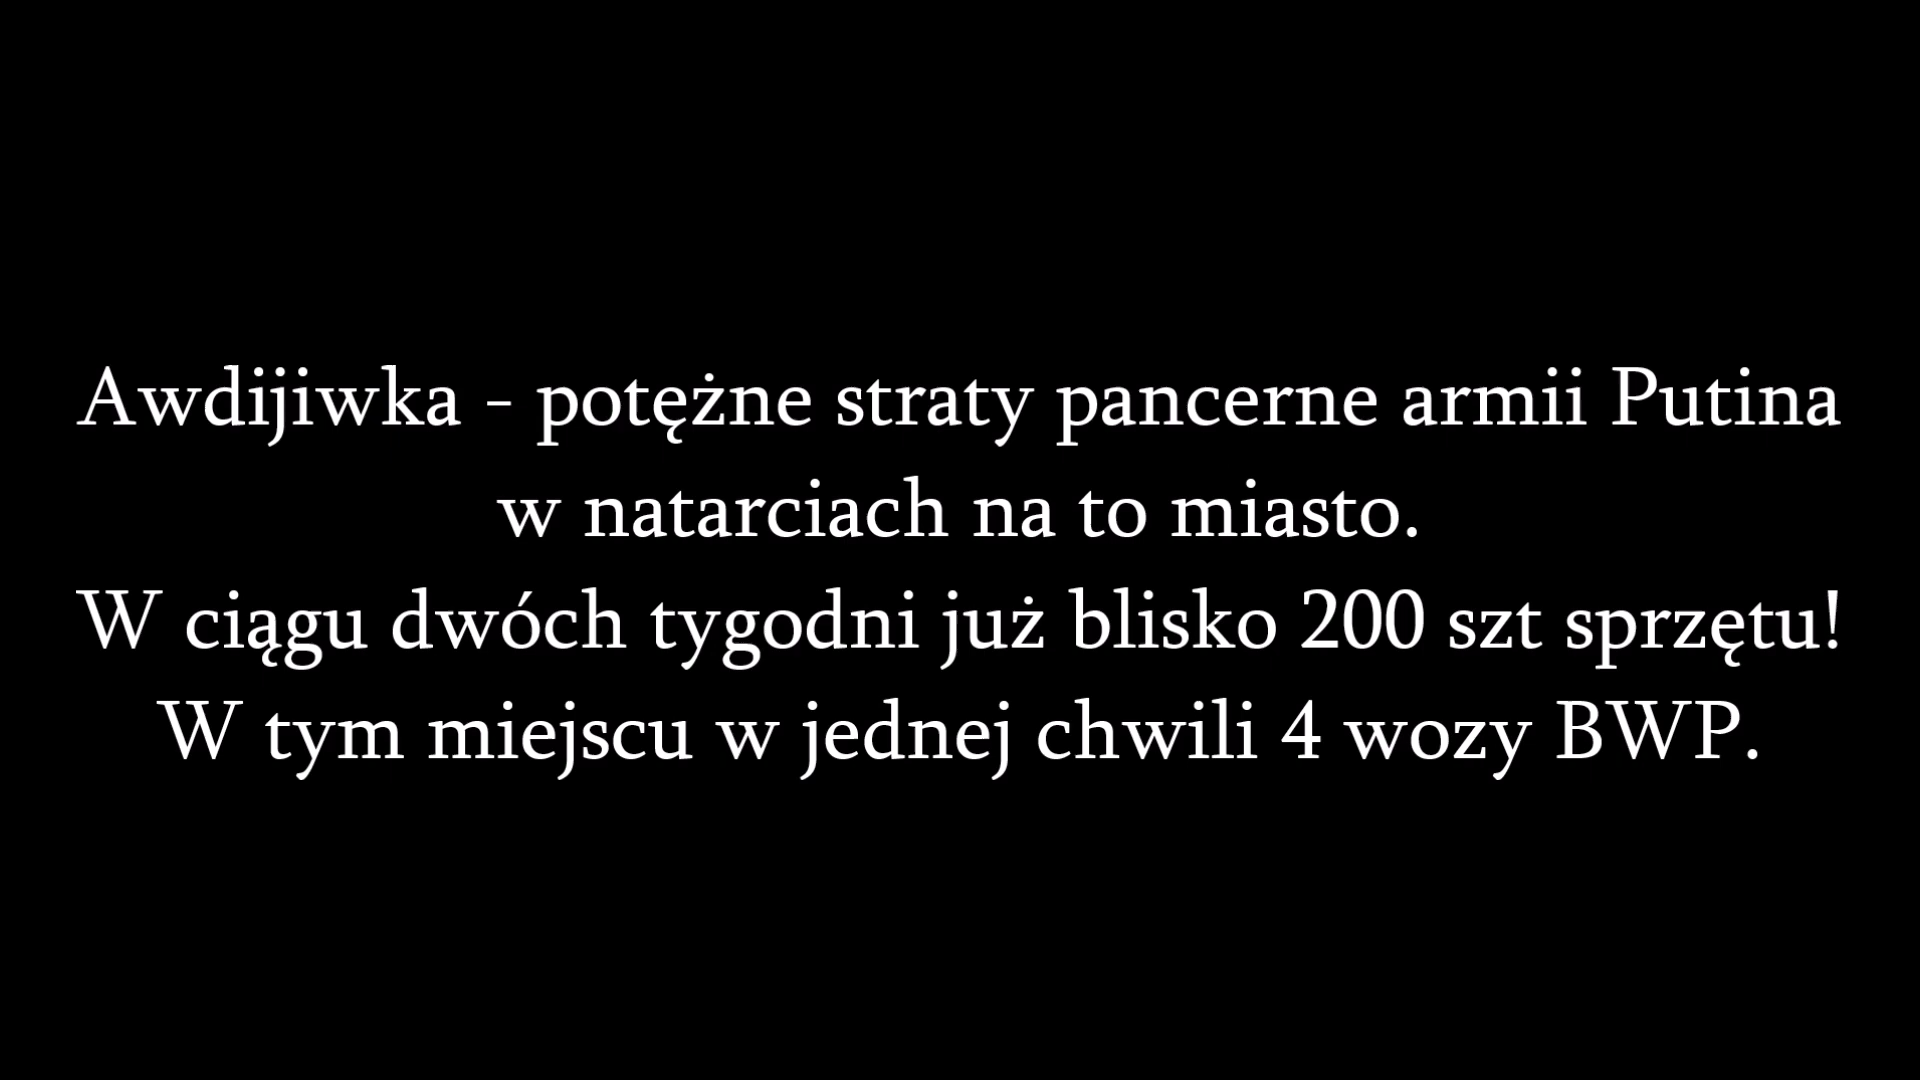 Awdijiwka - potężne straty pancerne armii Putina
w natarciach na to miasto.
W ciągu dwóch tygodni już blisko 200 szt sprzętu!
W tym miejscu w jednej chwili 4 wozy BWP.